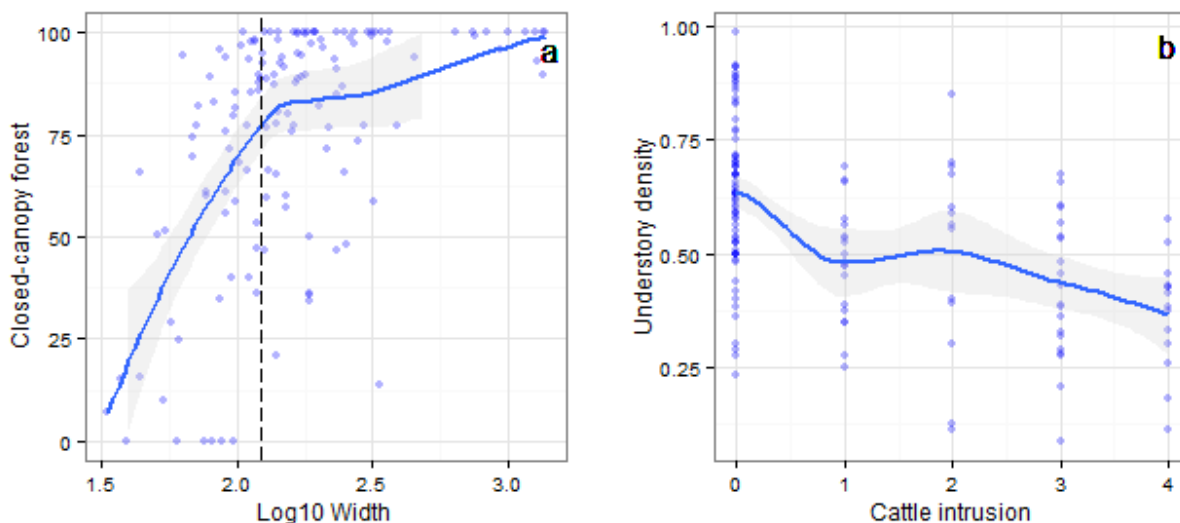 a
Closed-canopy forest
100
75
50
25
0
1.5 2.0 2.5 3.0
Log10 Width
b
Understory density
1.00
0.75
0.50
0.25
0 1 2 3 4
Cattle intrusion